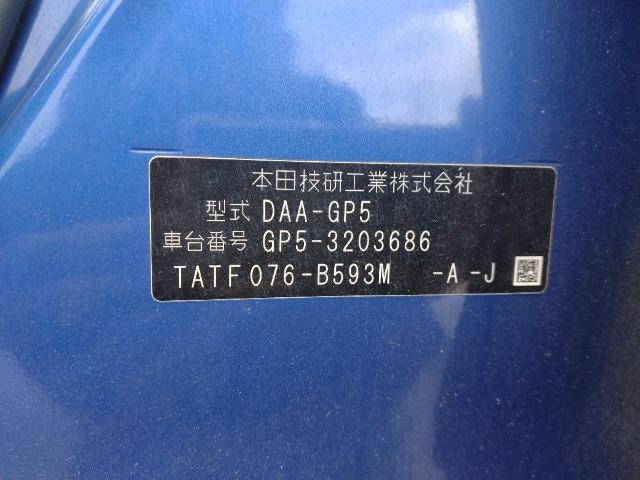 本田技研工業株式会社
型式 DAA-GP5
車台番号 GP5-3203686
TATF076-B593M -A -J